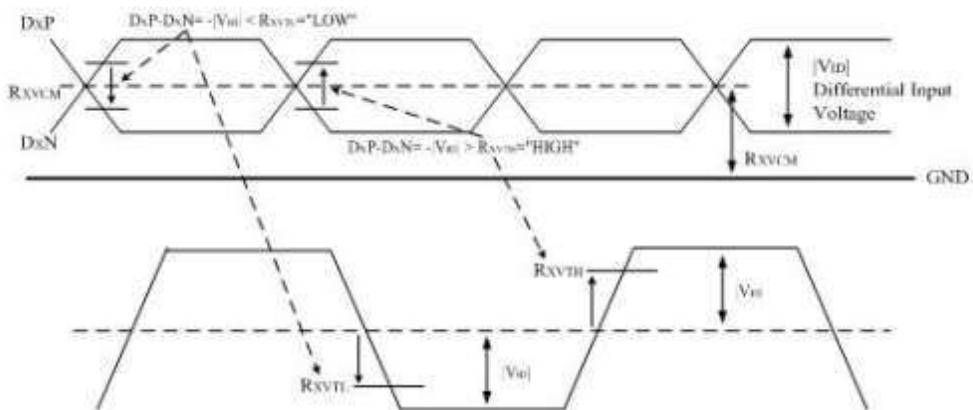 DxP
DxP-DxN= -|VID| < RXVTL="LOW"
RXVCM
|VID|
Differential Input
Voltage
DxN
DxP-DxN= -|VID| > RXVTH="HIGH"
RXVCM
GND
RXVTH
|VID|
RXVTL
|VID|